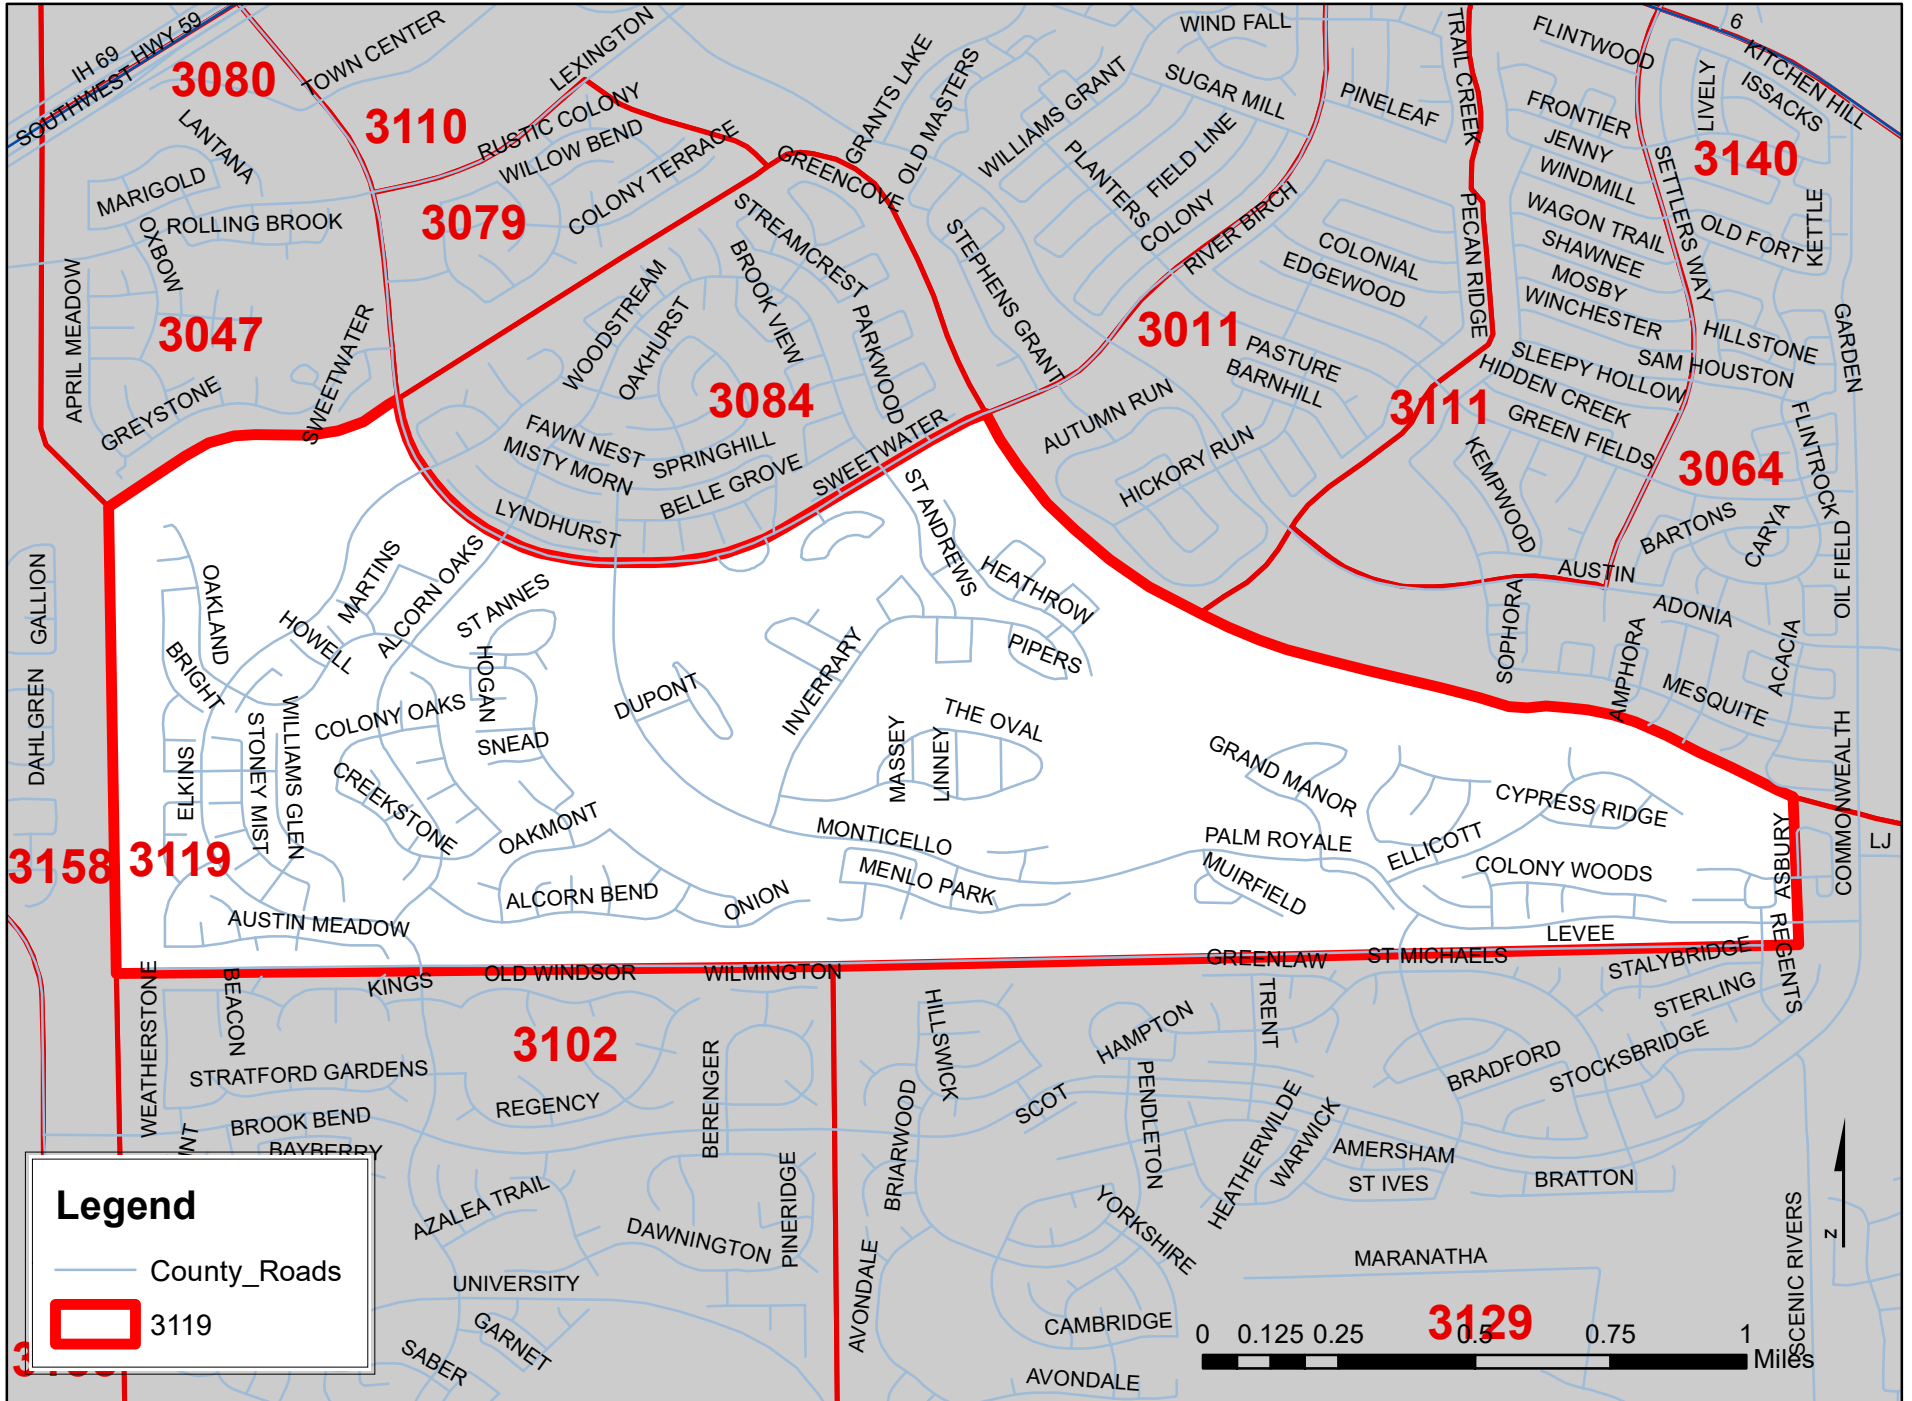 IH 69
SOUTHWEST HWY 59
3080
TOWN CENTER
LEXINGTON
3110
LANTANA
MARIGOLD
ROLLING BROOK
OXBOW
RUSTIC COLONY
WILLOW BEND
COLONY TERRACE
3079
GRANTS LAKE
OLD MASTERS
GREENCOVE
WIND FALL
WILLIAMS GRANT
SUGAR MILL
PLANTERS
FIELD LINE
COLONY
RIVER BIRCH
PINELEAF
TRAIL CREEK
PECAN RIDGE
FLINTWOOD
6
KITCHEN HILL
LIVELY
ISSACKS
FRONTIER
JENNY
WINDMILL
3140
SETTLERS WAY
WAGON TRAIL
OLD FORT
KETTLE
SHAWNEE
MOSBY
WINCHESTER
HILLSTONE
SAM HOUSTON
GARDEN
SLEEPY HOLLOW
HIDDEN CREEK
GREEN FIELDS
FLINTROCK
APRIL MEADOW
3047
GREYSTONE
SWEETWATER
WOODSTREAM
OAKHURST
STREAMCREST
BROOK VIEW
PARKWOOD
3084
STEPHENS GRANT
COLONIAL
EDGEWOOD
3011
PASTURE
BARNHILL
3111
AUTUMN RUN
HICKORY RUN
KEMPWOOD
3064
BARTONS
CARYA
OIL FIELD
FAWN NEST
MISTY MORN
SPRINGHILL
BELLE GROVE
SWEETWATER
LYNDHURST
AUSTIN
ADONIA
SOPHORA
AMPHORA
ACACIA
MESQUITE
COMMONWEALTH
LJ
GALLION
DAHLGREN
3158
OAKLAND
BRIGHT
HOWELL
MARTINS
ALCORN OAKS
ST ANNES
HOGAN
ST ANDREWS
HEATHROW
PIPERS
INVERRARY
DUPONT
COLONY OAKS
SNEAD
ELKINS
STONEY MIST
WILLIAMS GLEN
CREEKSTONE
OAKMONT
3119
MASSEY
LINNEY
THE OVAL
GRAND MANOR
CYPRESS RIDGE
MONTICELLO
MENLO PARK
PALM ROYALE
MUIRFIELD
ELLICOTT
COLONY WOODS
ASBURY
ALCORN BEND
ONION
AUSTIN MEADOW
LEVEE
REGENTS
WEATHERSTONE
BEACON
KINGS
OLD WINDSOR
WILMINGTON
GREENLAW
ST MICHAELS
STALYBRIDGE
STERLING
STOCKSBRIDGE
3102
STRATFORD GARDENS
BROOK BEND
BAYBERRY
REGENCY
BERENGER
HILLSWICK
HAMPTON
TRENT
SCOT
PENDLETON
BRADFORD
BRIARWOOD
HEATHERWILDE
WARWICK
AMERSHAM
ST IVES
BRATTON
AZALEA TRAIL
DAWNINGTON
PINERIDGE
YORKSHIRE
AVONDALE
MARANATHA
SCENIC RIVERS
UNIVERSITY
GARNET
SABER
CAMBRIDGE
AVONDALE
3129
Legend
County_Roads
3119
0 0.125 0.25 0.5 0.75 1
Miles
Z